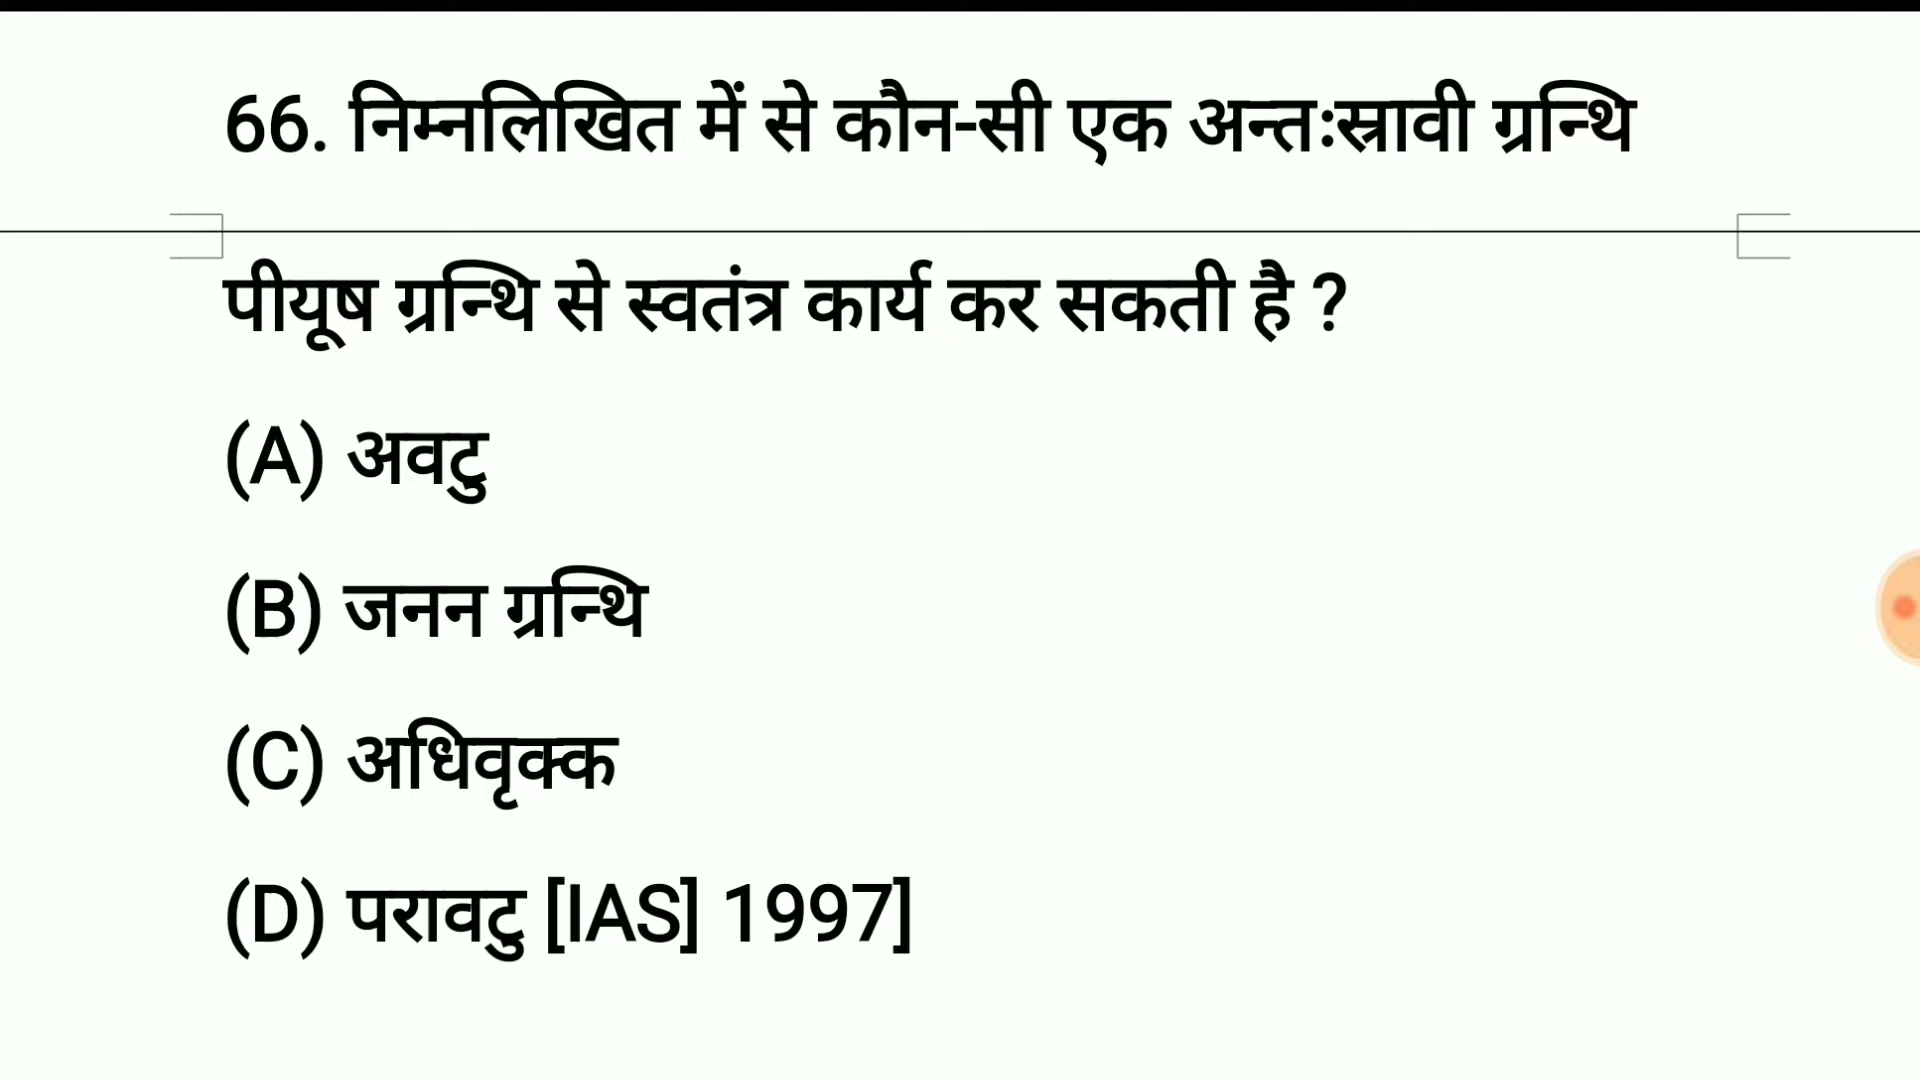 66. निम्नलिखित में से कौन-सी एक अन्तःस्रावी ग्रन्थि
पीयूष ग्रन्थि से स्वतंत्र कार्य कर सकती है ?
(A) अवटु
(B) जनन ग्रन्थि
(C) अधिवृक्क
(D) परावटु [IAS] 1997]